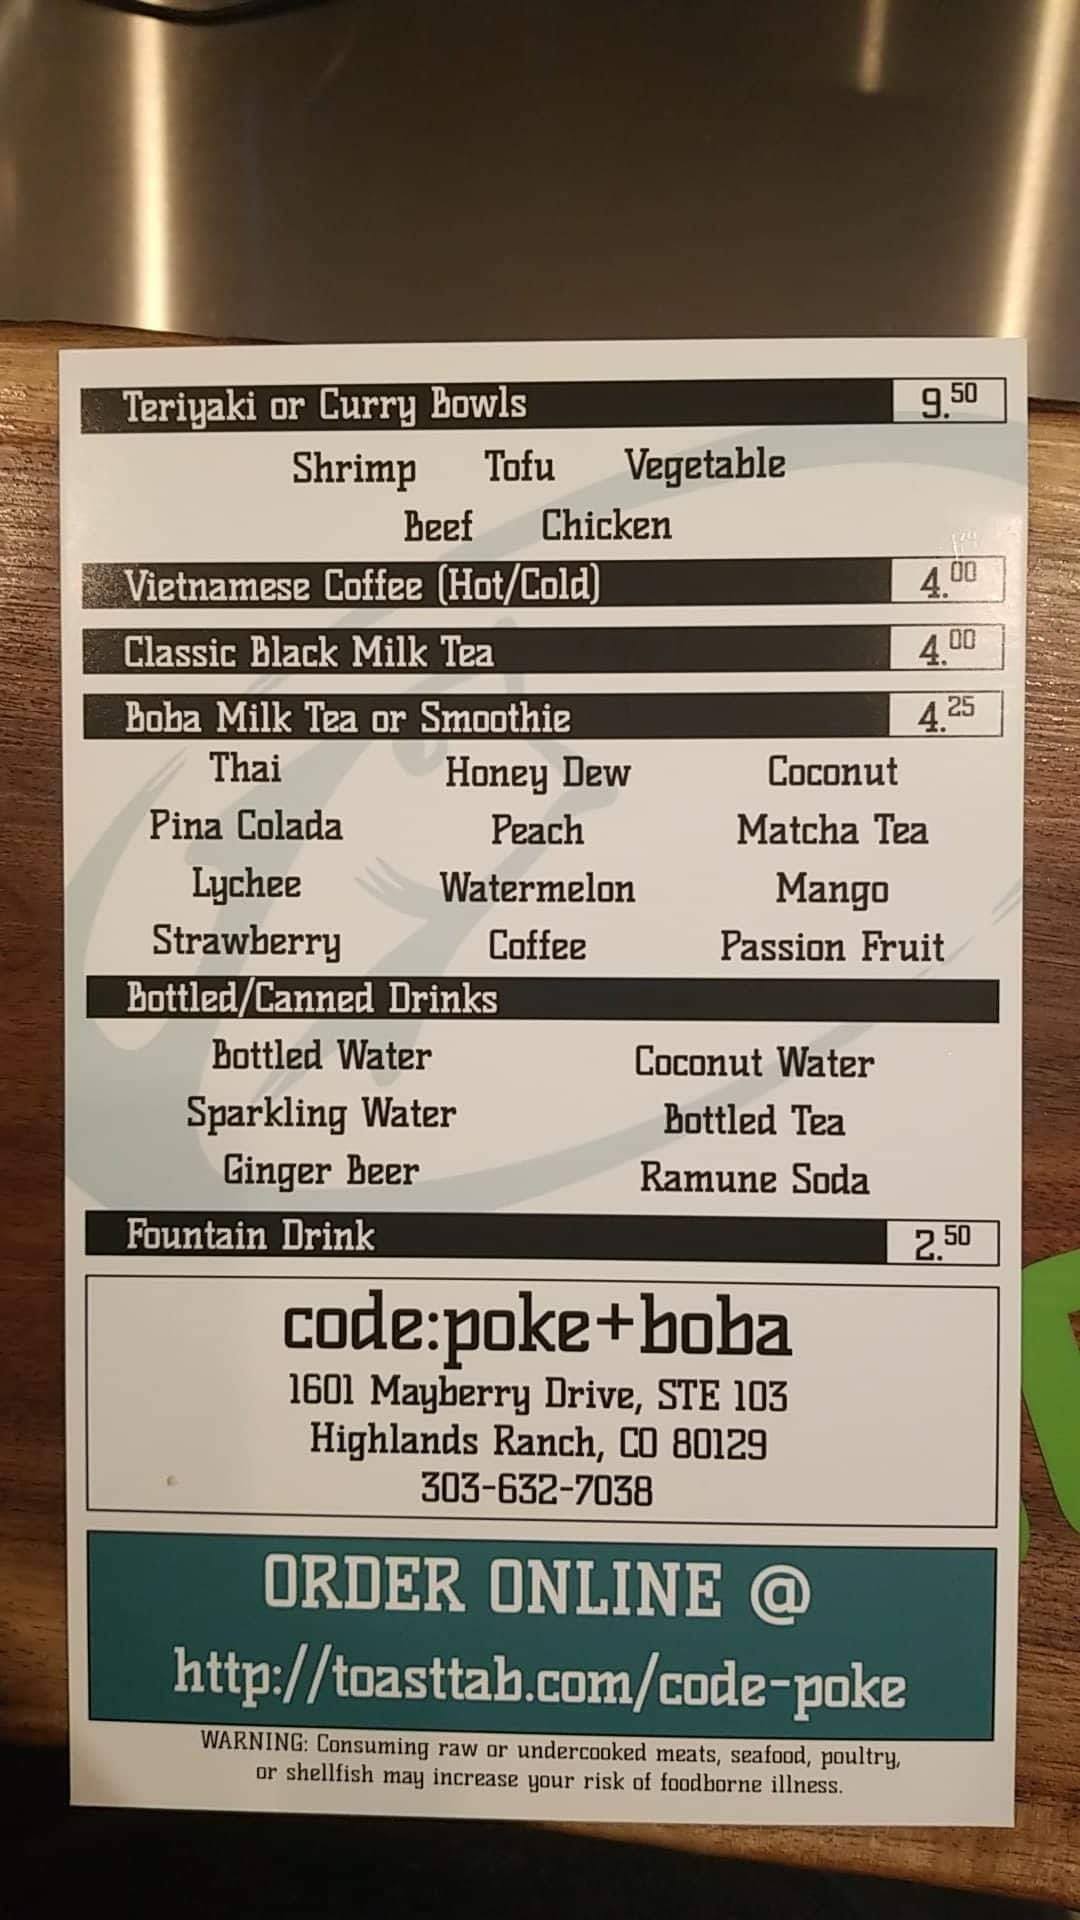 Teriyaki or Curry Bowls 9.50
Shrimp Tofu Vegetable
Beef Chicken
Vietnamese Coffee (Hot/Cold) 4.00
Classic Black Milk Tea 4.00
Boba Milk Tea or Smoothie 4.25
Thai Honey Dew Coconut
Pina Colada Peach Matcha Tea
Lychee Watermelon Mango
Strawberry Coffee Passion Fruit
Bottled/Canned Drinks
Bottled Water Coconut Water
Sparkling Water Bottled Tea
Ginger Beer Ramune Soda
Fountain Drink 2.50
code:poke+boba
1601 Mayberry Drive, STE 103
Highlands Ranch, CO 80129
303-632-7038
ORDER ONLINE @
http://toasttab.com/code-poke
WARNING: Consuming raw or undercooked meats, seafood, poultry,
or shellfish may increase your risk of foodborne illness.